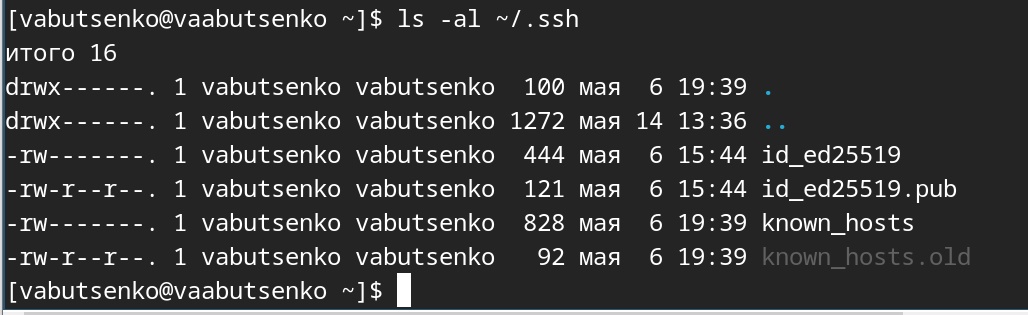 [vabutsenko@vaabutsenko ~]$ ls -al ~/.ssh
итого 16
drwx------. 1 vabutsenko vabutsenko  100 мая  6 19:39 .
drwx------. 1 vabutsenko vabutsenko 1272 мая 14 13:36 ..
-rw-------. 1 vabutsenko vabutsenko  444 мая  6 15:44 id_ed25519
-rw-r--r--. 1 vabutsenko vabutsenko  121 мая  6 15:44 id_ed25519.pub
-rw-------. 1 vabutsenko vabutsenko  828 мая  6 19:39 known_hosts
-rw-r--r--. 1 vabutsenko vabutsenko   92 мая  6 19:39 known_hosts.old
[vabutsenko@vaabutsenko ~]$